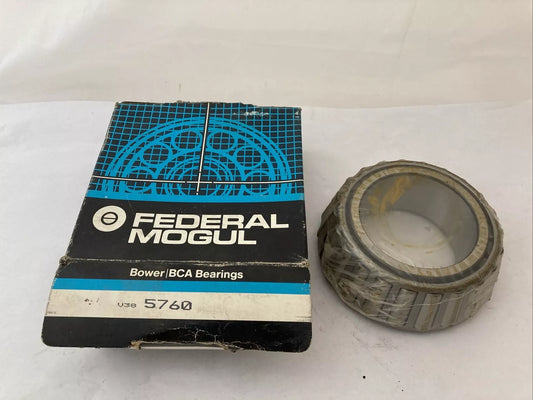 FEDERAL
MOGUL
Bower/BCA Bearings
V38 5760